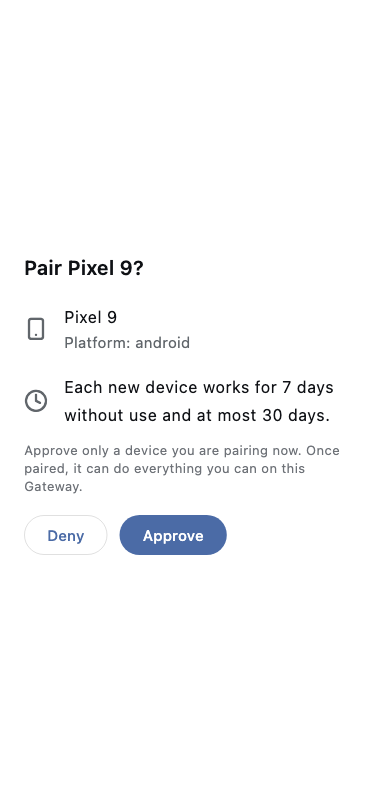 Pair Pixel 9?
Pixel 9
Platform: android
Each new device works for 7 days
without use and at most 30 days.
Approve only a device you are pairing now. Once
paired, it can do everything you can on this
Gateway.
Deny
Approve